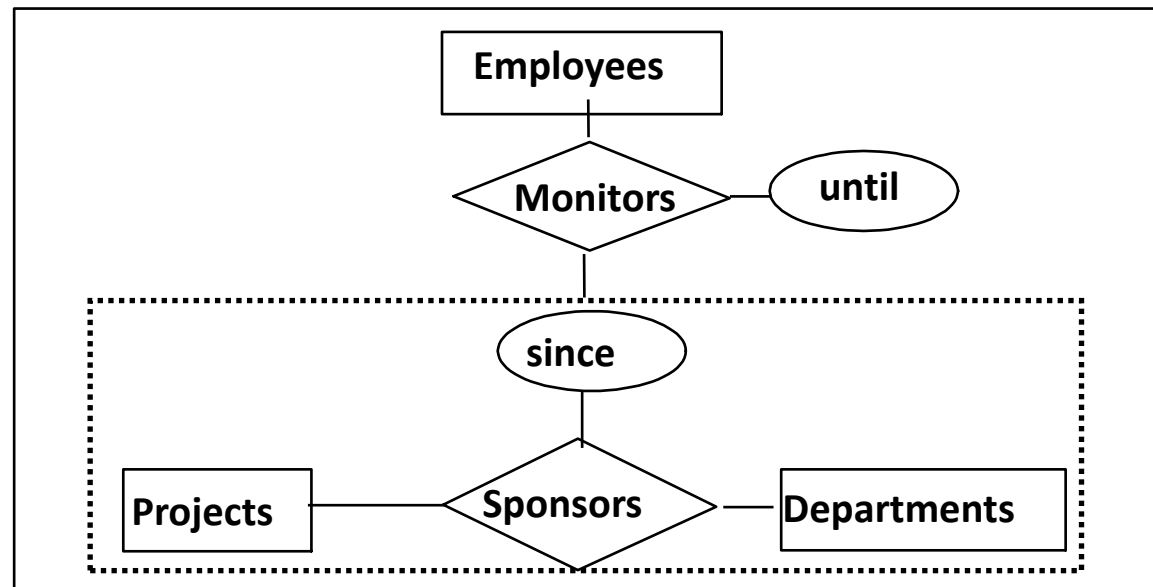 Employees
Monitors
until
since
Projects
Sponsors
Departments